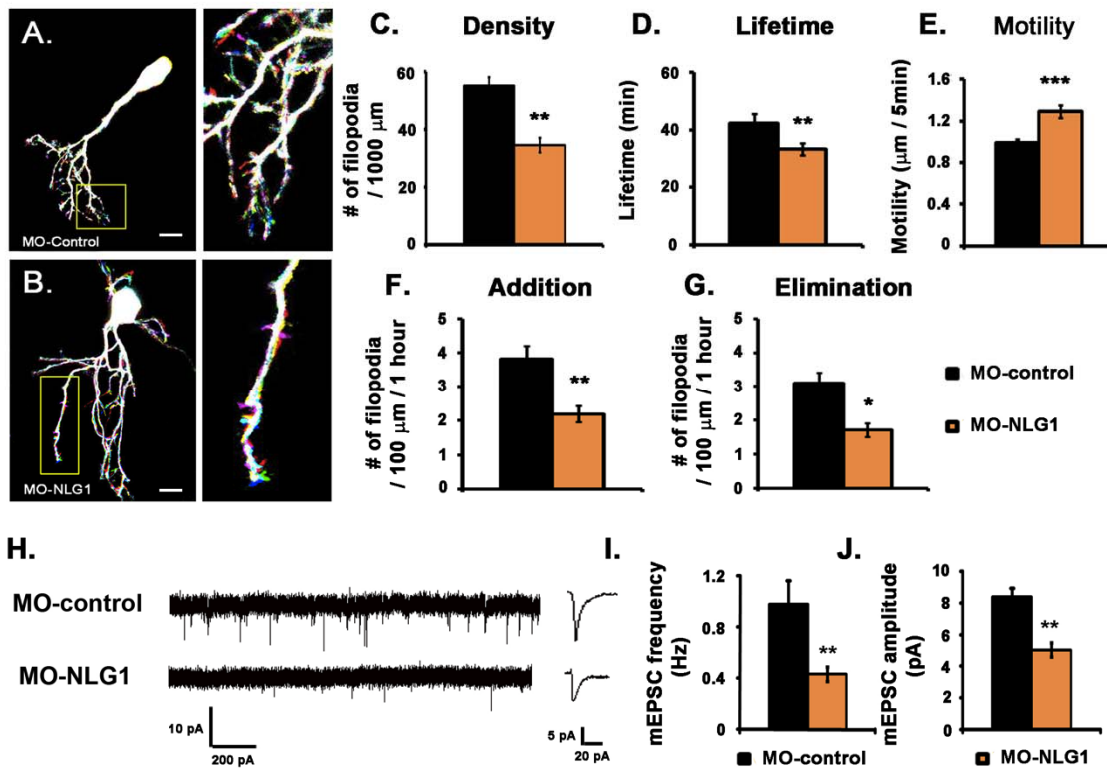 A.
MO-Control
B.
MO-NLG1
C.
Density
# of filopodia
/ 1000 μm
60
40
20
0
**
D.
Lifetime
Lifetime (min)
60
40
20
0
**
E.
Motility
Motility (μm / 5min)
1.6
1.2
0.8
0.4
0
***
F.
Addition
# of filopodia
/ 100 μm / 1 hour
5
4
3
2
1
0
**
G.
Elimination
# of filopodia
/ 100 μm / 1 hour
5
4
3
2
1
0
*
MO-control
MO-NLG1
H.
MO-control
MO-NLG1
10 pA
200 pA
5 pA
20 pA
I.
mEPSC frequency
(Hz)
1.2
0.8
0.4
0
**
J.
mEPSC amplitude
(pA)
10
8
6
4
2
0
**
MO-control
MO-NLG1